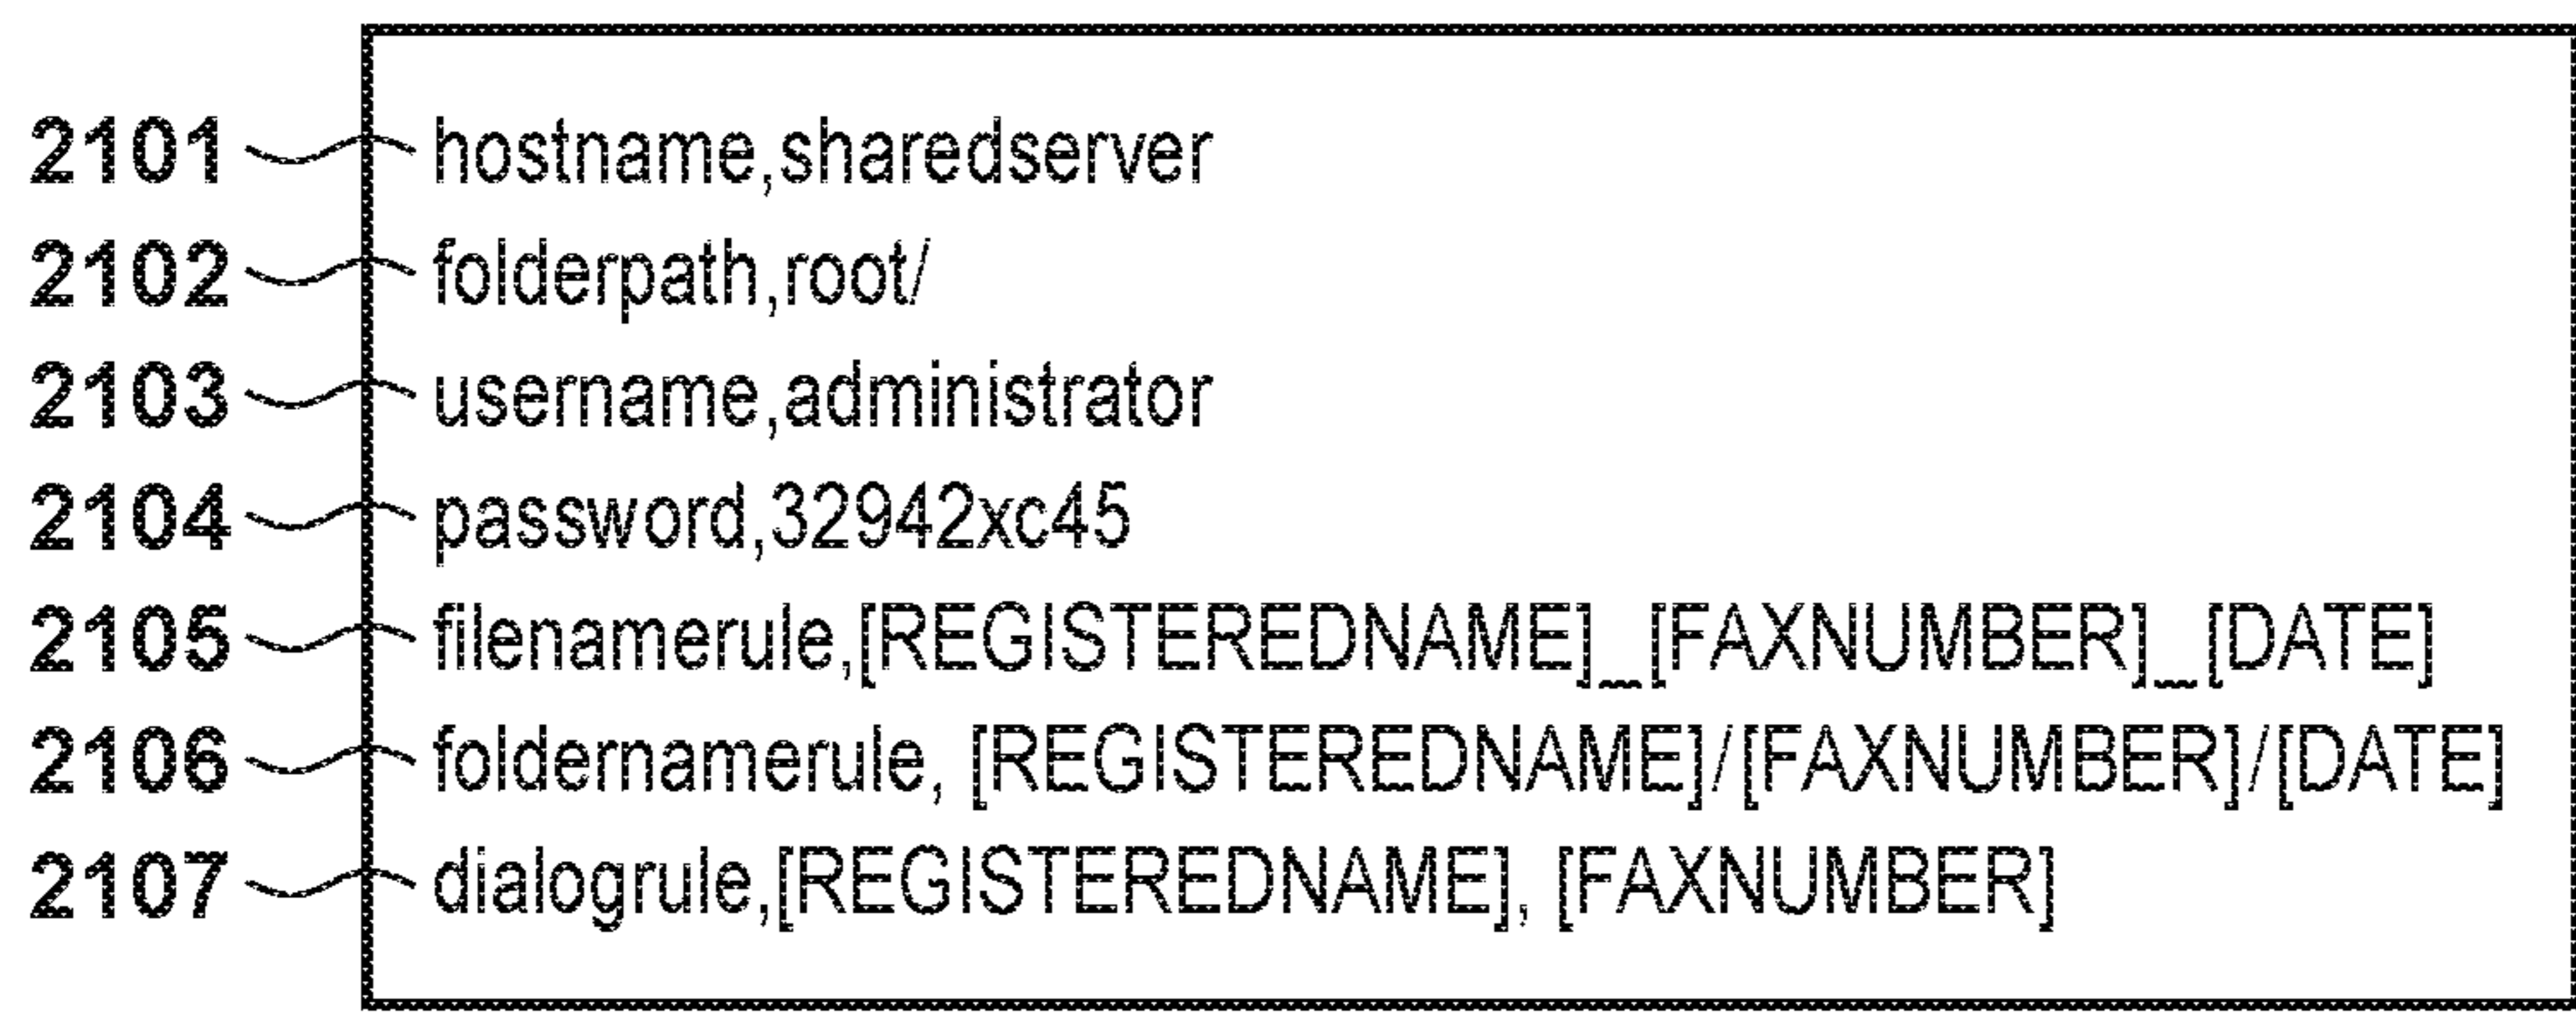 2101 hostname,sharedserver
2102 folderpath,root/
2103 username,administrator
2104 password,32942xc45
2105 filenamerule,[REGISTEREDNAME]_[FAXNUMBER]_[DATE]
2106 foldernamerule, [REGISTEREDNAME]/[FAXNUMBER]/[DATE]
2107 dialogrule,[REGISTEREDNAME], [FAXNUMBER]